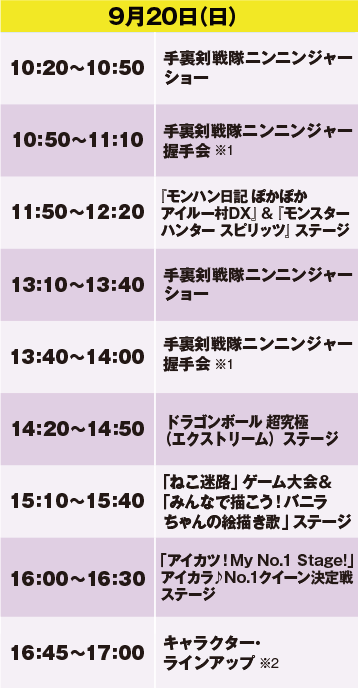 9月20日(日)
10:20〜10:50
手裏剣戦隊ニンニンジャー
ショー
10:50〜11:10
手裏剣戦隊ニンニンジャー
握手会 ※1
11:50〜12:20
『モンハン日記 ぽかぽか
アイルー村DX』&『モンスター
ハンター スピリッツ』ステージ
13:10〜13:40
手裏剣戦隊ニンニンジャー
ショー
13:40〜14:00
手裏剣戦隊ニンニンジャー
握手会 ※1
14:20〜14:50
ドラゴンボール 超究極
(エクストリーム) ステージ
15:10〜15:40
「ねこ迷路」ゲーム大会&
「みんなで描こう!バニラ
ちゃんの絵描き歌」ステージ
16:00〜16:30
「アイカツ!My No.1 Stage!」
アイカラ♪No.1クイーン決定戦
ステージ
16:45〜17:00
キャラクター・
ラインアップ ※2